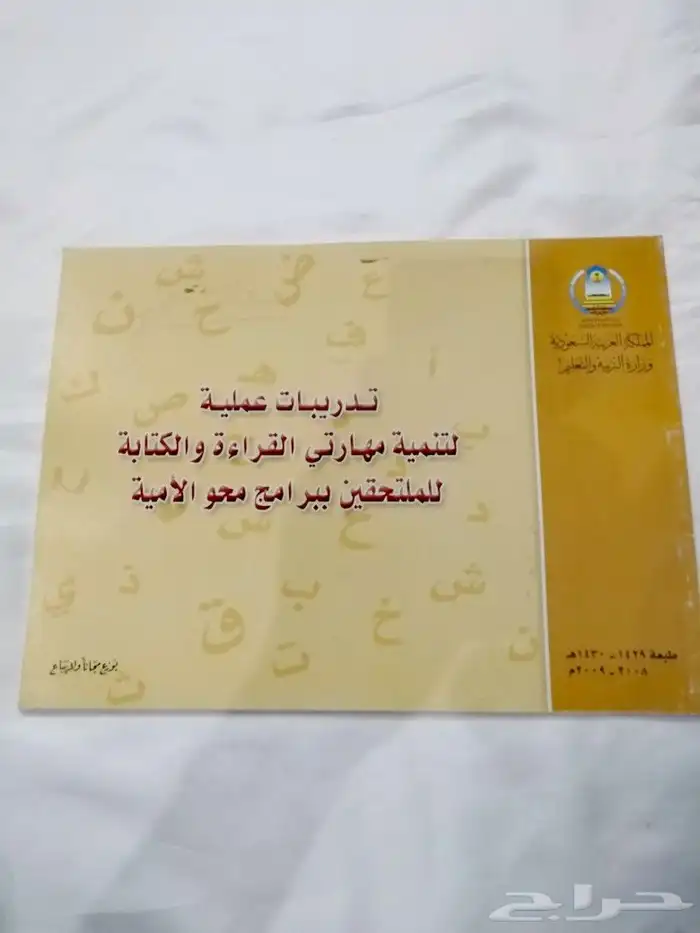 المملكة العربية السعودية
وزارة التربية والتعليم
تدريبات عملية
لتنمية مهارتي القراءة والكتابة
للملتحقين ببرامج محو الأمية
طبعة ١٤٢٩ - ١٤٣٠هـ
٢٠٠٨ - ٢٠٠٩م
يوزع مجاناً ولا يباع
حراج